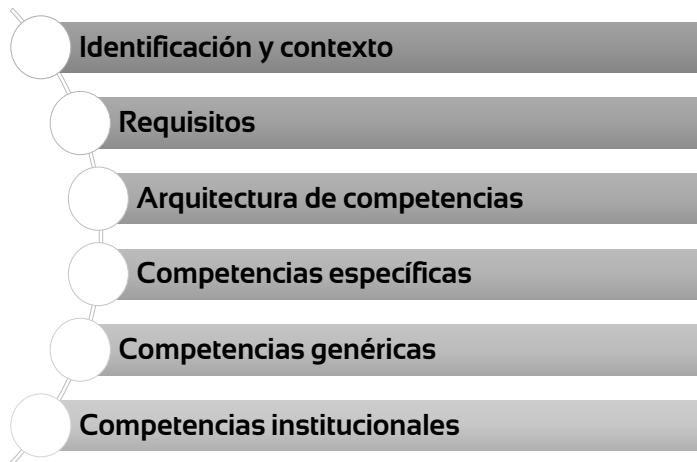 Identificación y contexto
Requisitos
Arquitectura de competencias
Competencias específicas
Competencias genéricas
Competencias institucionales